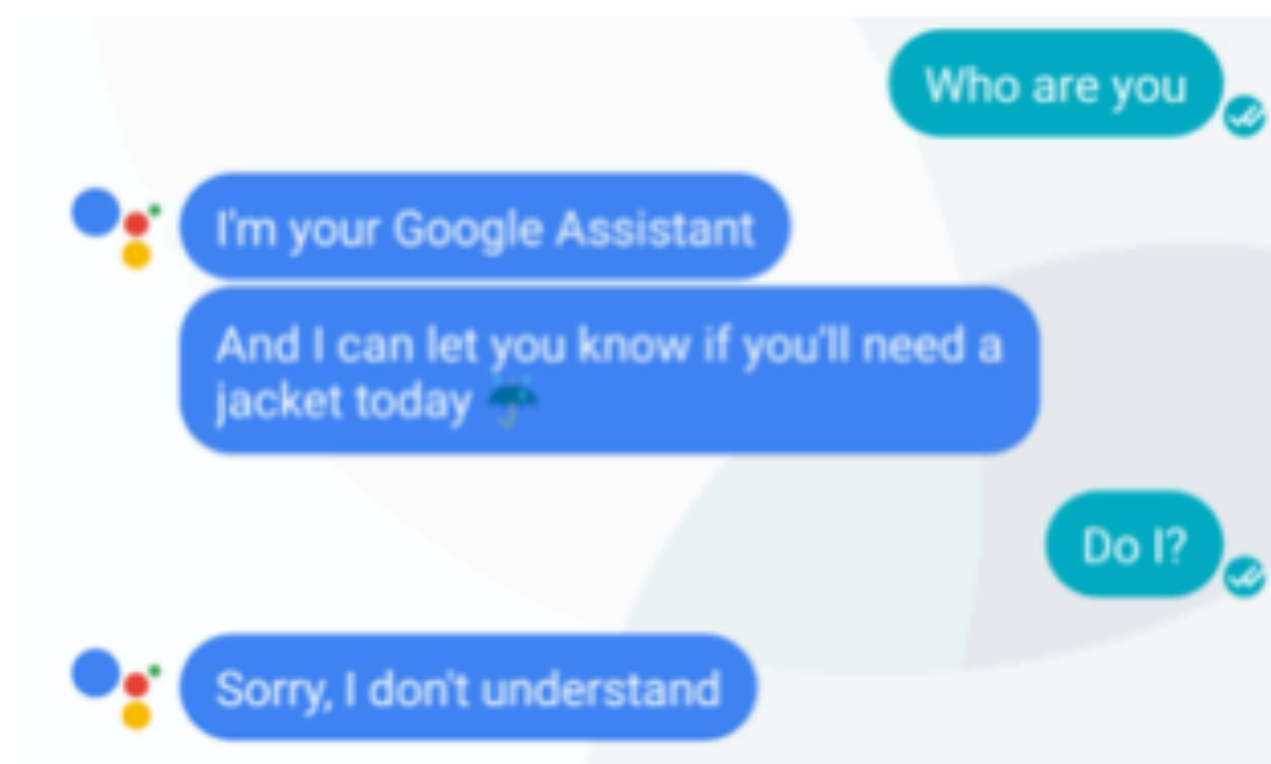 Who are you
I'm your Google Assistant
And I can let you know if you'll need a
jacket today ☔
Do I?
Sorry, I don't understand